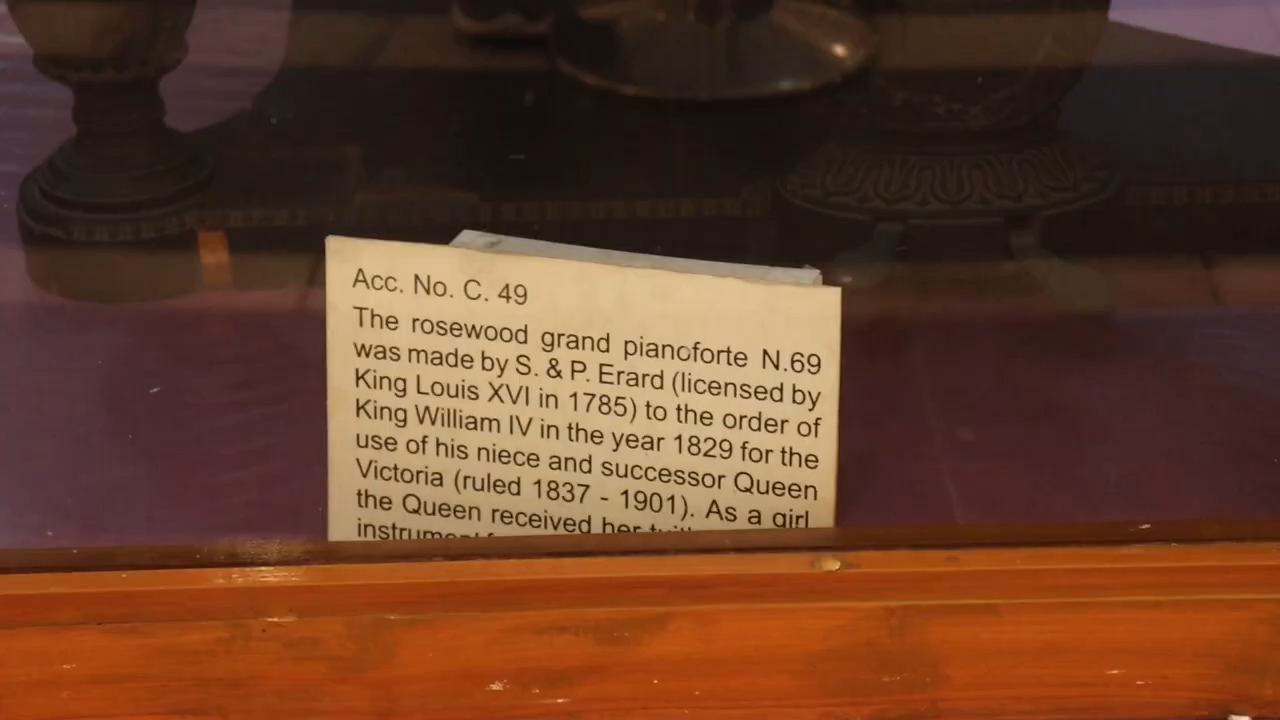 Acc. No. C. 49
The rosewood grand pianoforte N.69
was made by S. & P. Erard (licensed by
King Louis XVI in 1785) to the order of
King William IV in the year 1829 for the
use of his niece and successor Queen
Victoria (ruled 1837 - 1901). As a girl
the Queen received her